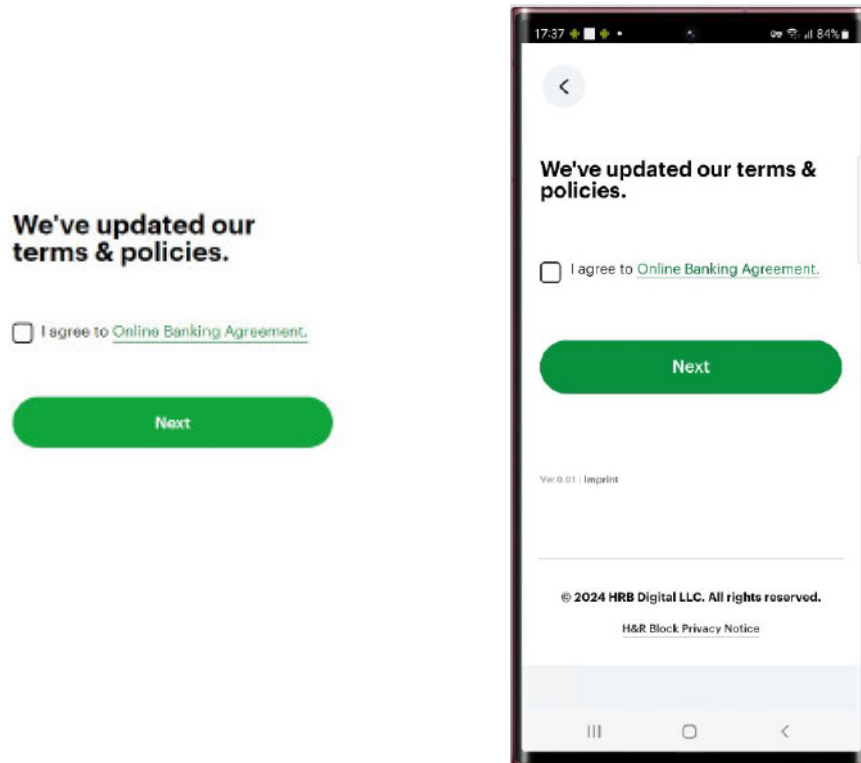 We've updated our
terms & policies.
I agree to Online Banking Agreement.
Next
17:37
84%
We've updated our terms &
policies.
I agree to Online Banking Agreement.
Next
Ver.0.01 | Imprint
© 2024 HRB Digital LLC. All rights reserved.
H&R Block Privacy Notice